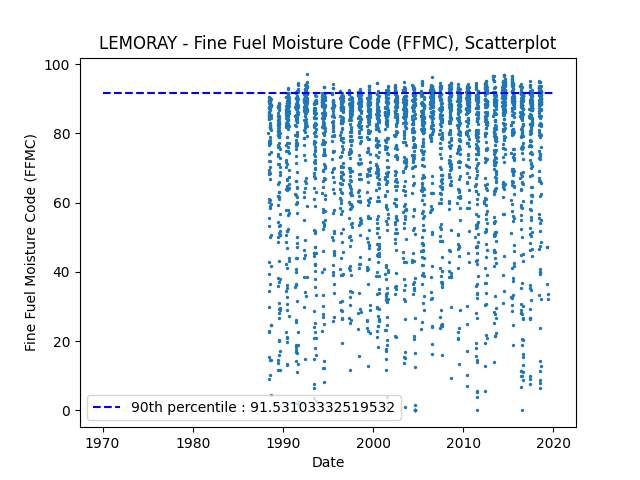 LEMORAY - Fine Fuel Moisture Code (FFMC), Scatterplot
Fine Fuel Moisture Code (FFMC)
100
80
60
40
20
0
90th percentile : 91.53103332519532
1970 1980 1990 2000 2010 2020
Date